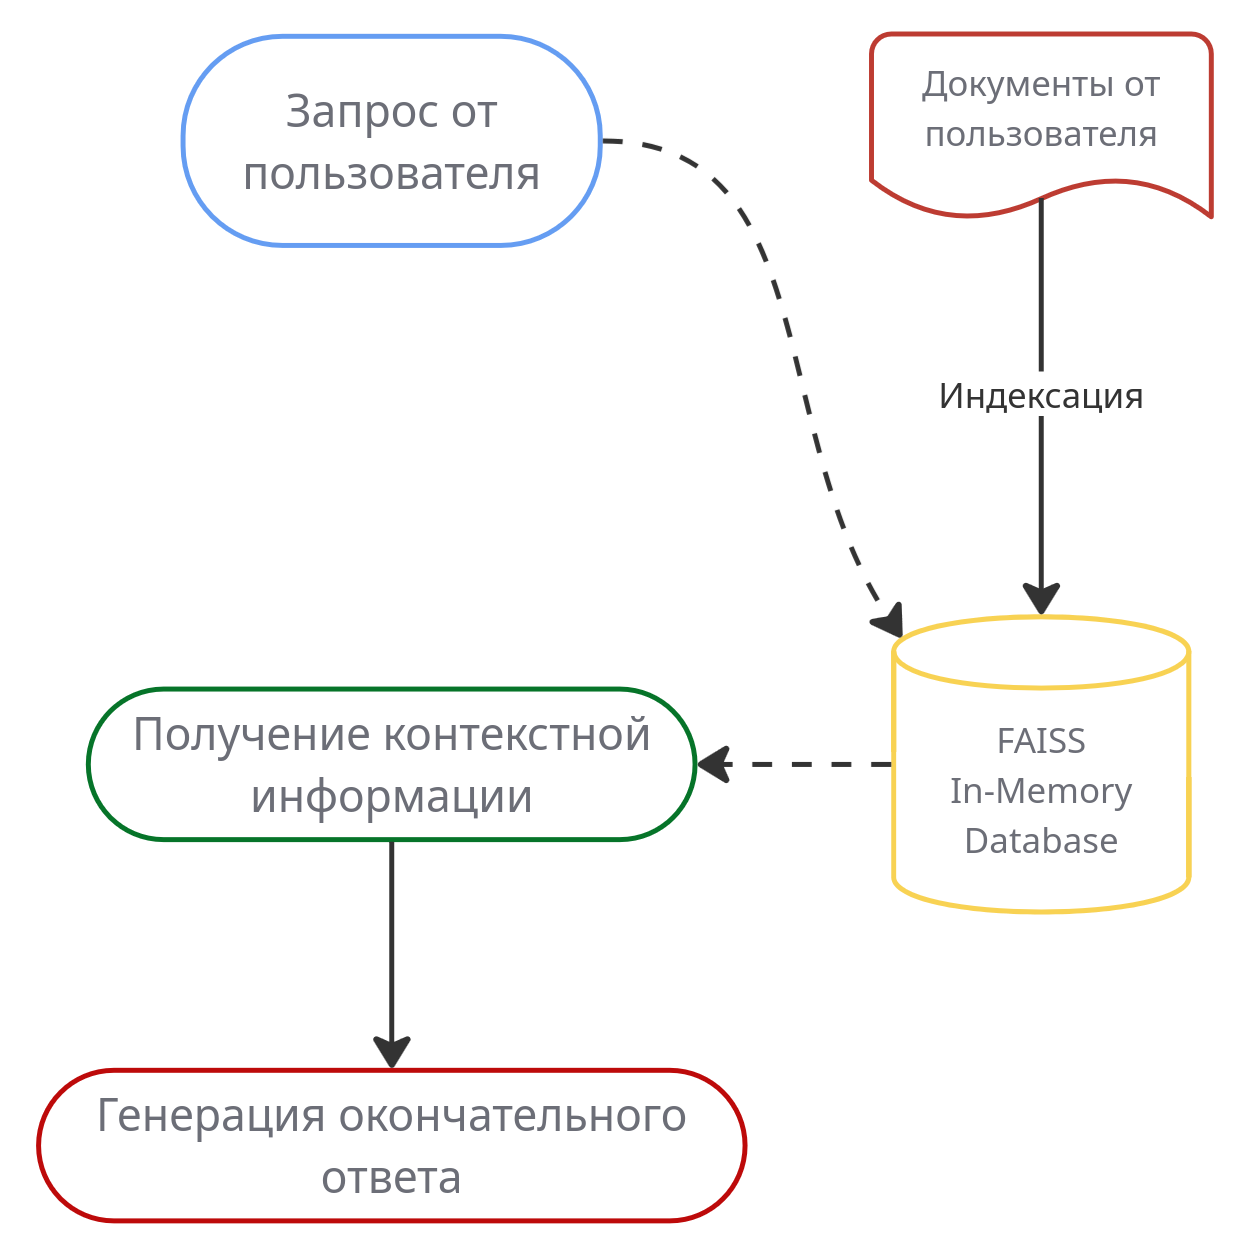 Запрос от
пользователя
Документы от
пользователя
Индексация
FAISS
In-Memory
Database
Получение контекстной
информации
Генерация окончательного
ответа